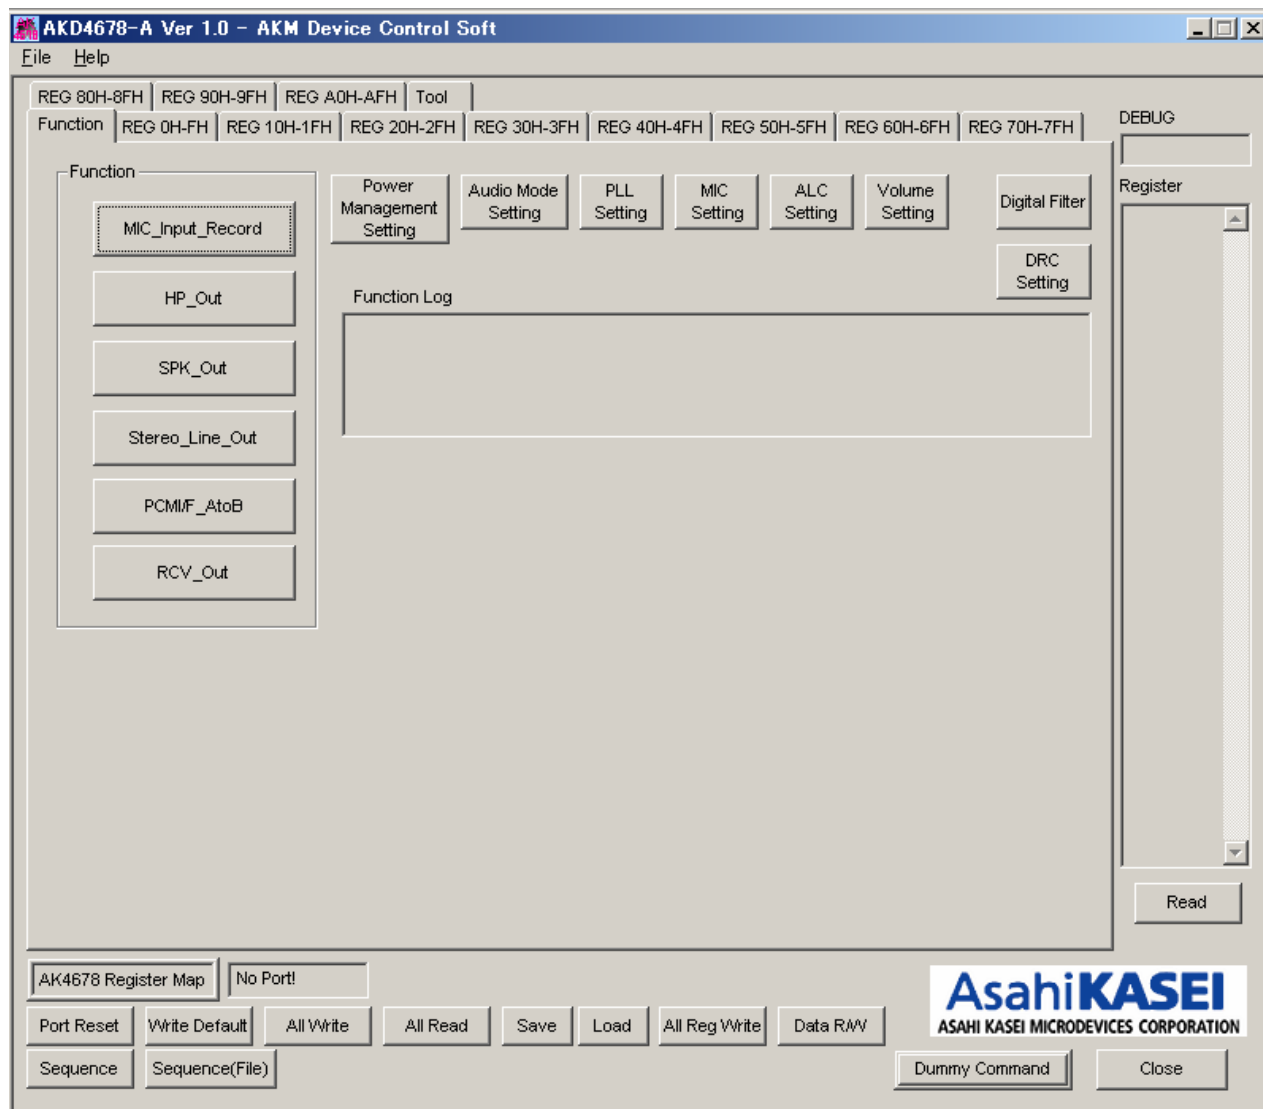 AKD4678-A Ver 1.0 - AKM Device Control Soft
File Help
REG 80H-8FH REG 90H-9FH REG A0H-AFH Tool
Function REG 0H-FH REG 10H-1FH REG 20H-2FH REG 30H-3FH REG 40H-4FH REG 50H-5FH REG 60H-6FH REG 70H-7FH
DEBUG
Function
MIC_Input_Record
HP_Out
SPK_Out
Stereo_Line_Out
PCMI/F_AtoB
RCV_Out
Power
Management
Setting
Audio Mode
Setting
PLL
Setting
MIC
Setting
ALC
Setting
Volume
Setting
Digital Filter
DRC
Setting
Function Log
Register
Read
AK4678 Register Map No Port!
Port Reset Write Default All Write All Read Save Load All Reg Write Data R/W
Sequence Sequence(File)
AsahiKASEI
ASAHI KASEI MICRODEVICES CORPORATION
Dummy Command Close